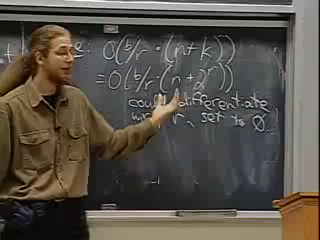 e: O(b/r · (n+k))
= O(b/r · (n + 2^r))
could differentiate
wrt r, set to 0.